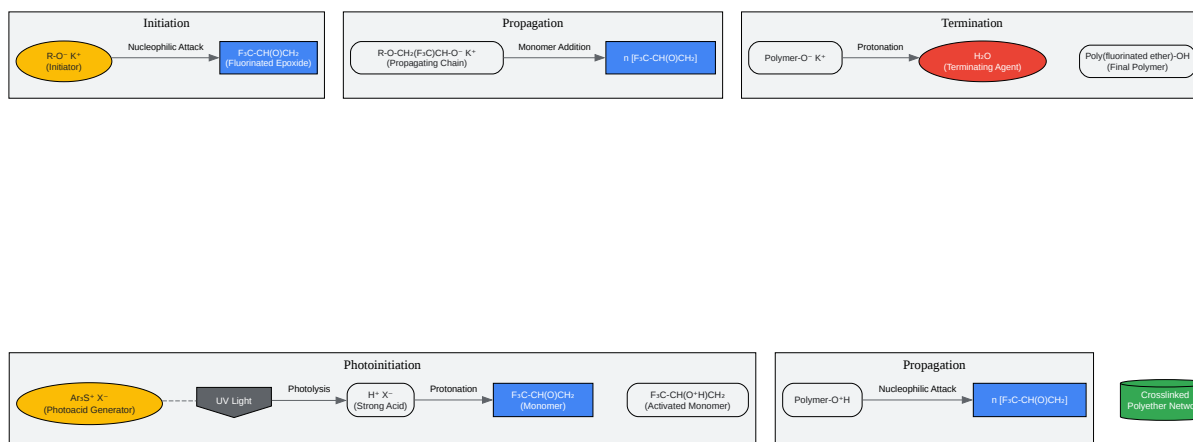 Initiation
R-O⁻ K⁺
(Initiator)
Nucleophilic Attack
F₃C-CH(O)CH₂
(Fluorinated Epoxide)
Propagation
R-O-CH₂(F₃C)CH-O⁻ K⁺
(Propagating Chain)
Monomer Addition
n [F₃C-CH(O)CH₂]
Termination
Polymer-O⁻ K⁺
Protonation
H₂O
(Terminating Agent)
Poly(fluorinated ether)-OH
(Final Polymer)
Photoinitiation
Ar₃S⁺ X⁻
(Photoacid Generator)
UV Light
Photolysis
H⁺ X⁻
(Strong Acid)
Protonation
F₃C-CH(O)CH₂
(Monomer)
F₃C-CH(O⁺H)CH₂
(Activated Monomer)
Propagation
Polymer-O⁺H
Nucleophilic Attack
n [F₃C-CH(O)CH₂]
Crosslinked
Polyether Netw